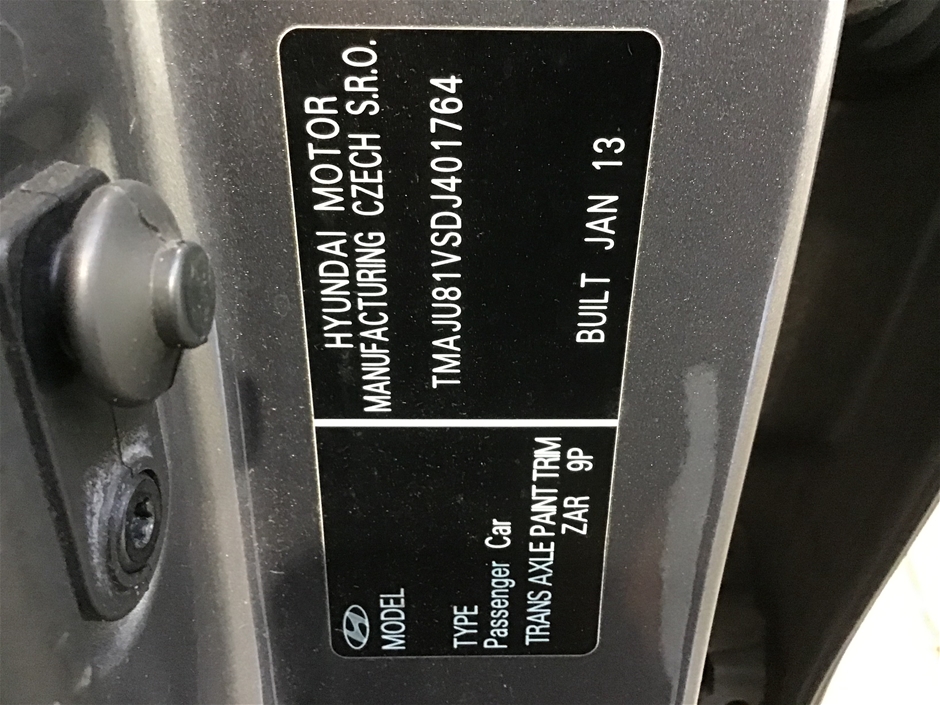 HYUNDAI MOTOR
MANUFACTURING CZECH S.R.O.
TMAJU81VSDJ401764
BUILT JAN 13
MODEL
TYPE
Passenger Car
TRANS AXLE PAINT TRIM
ZAR 9P